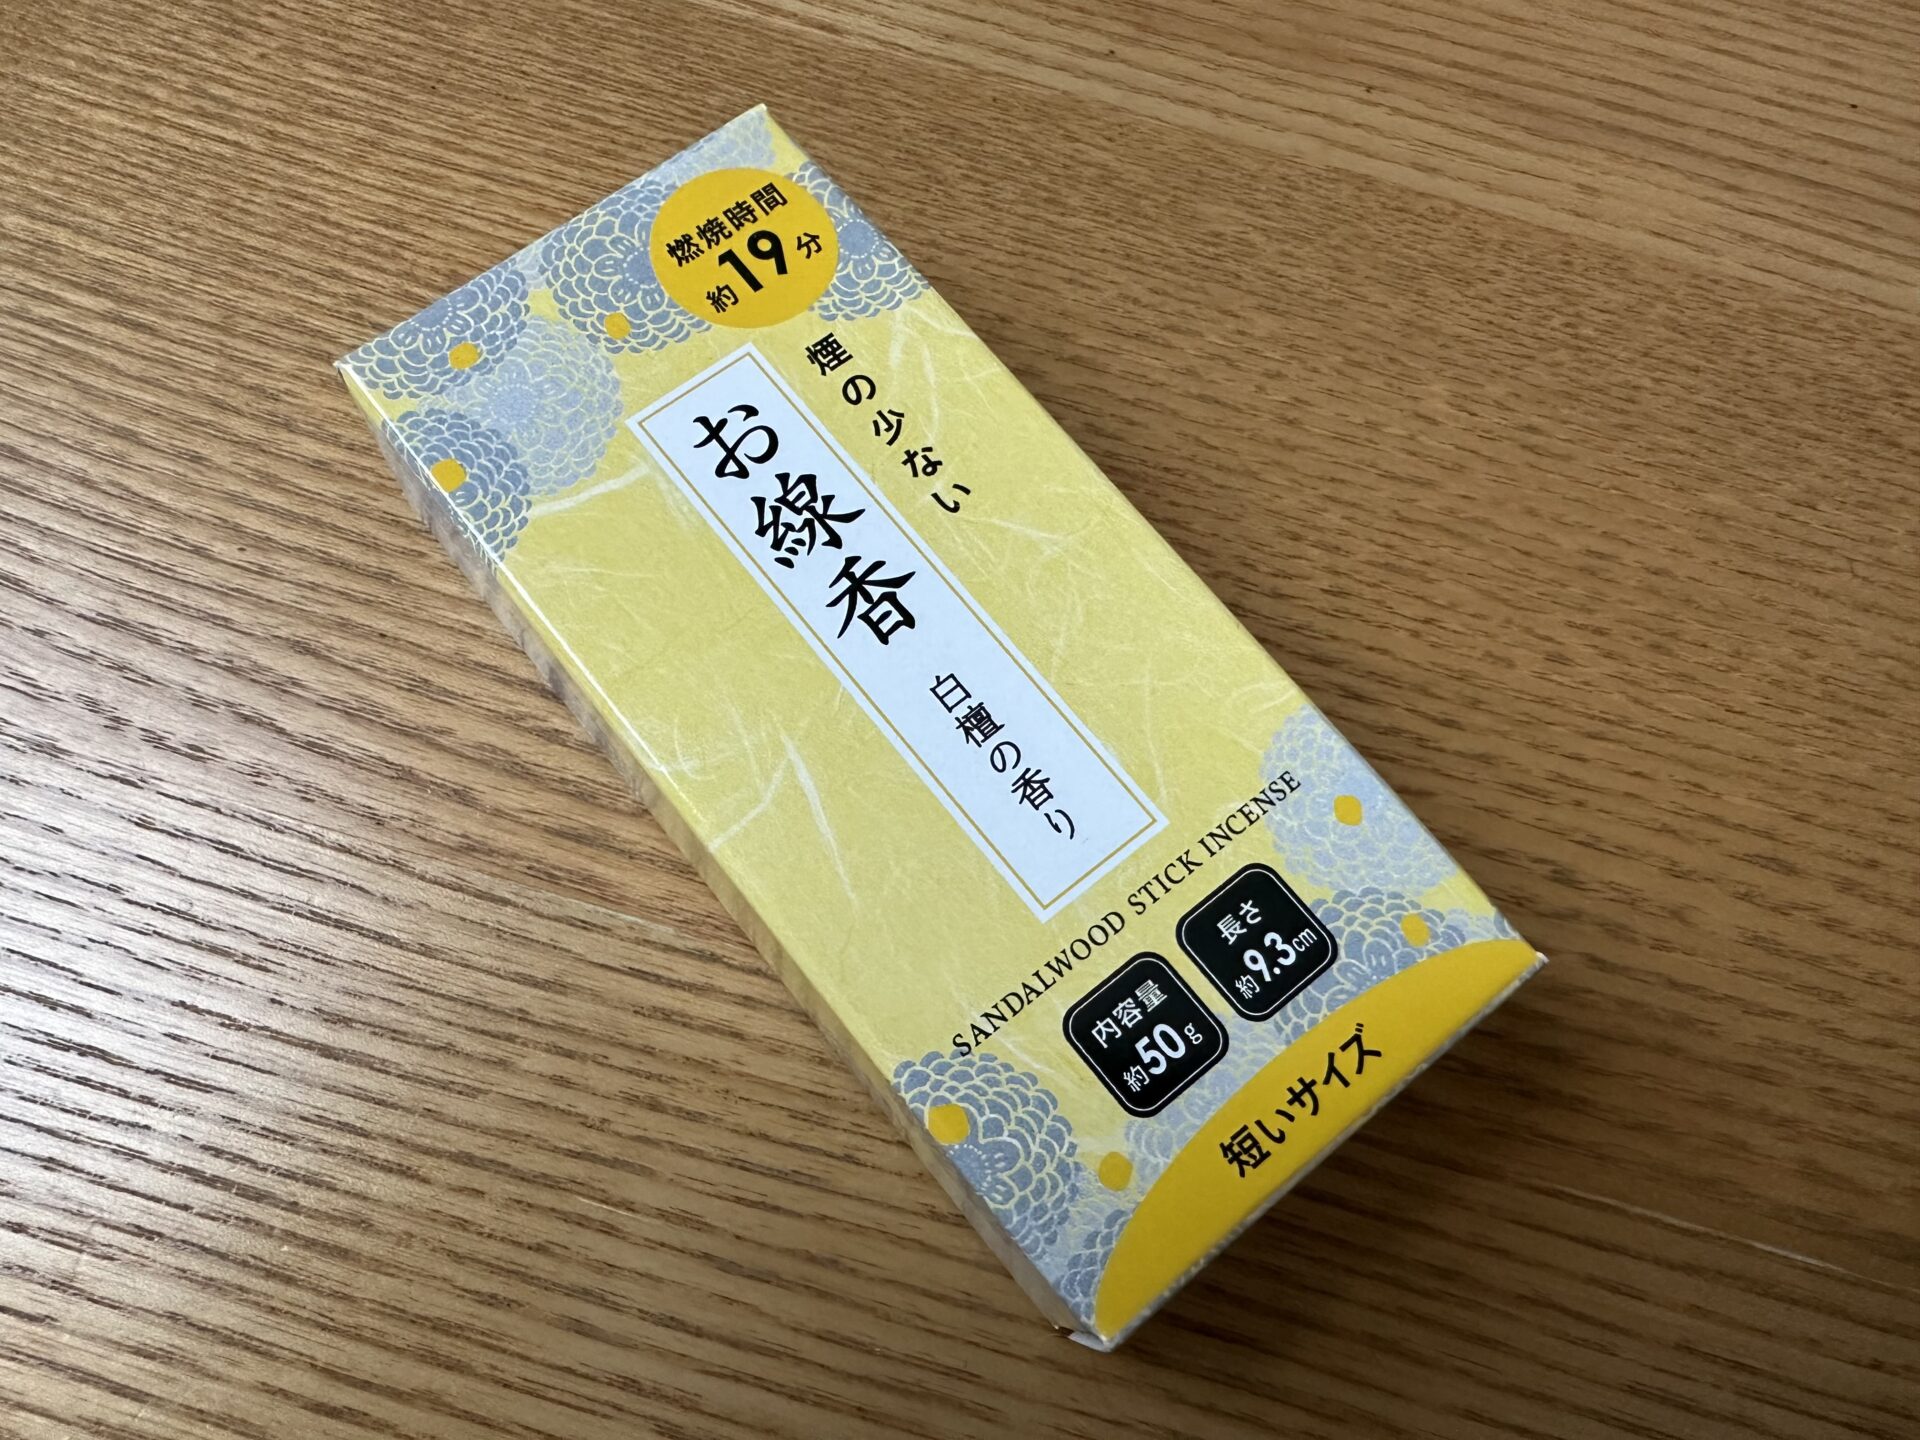 燃焼時間
約19分
煙の少ない
お線香 白檀の香り
SANDALWOOD STICK INCENSE
内容量
約50g
長さ
約9.3cm
短いサイズ